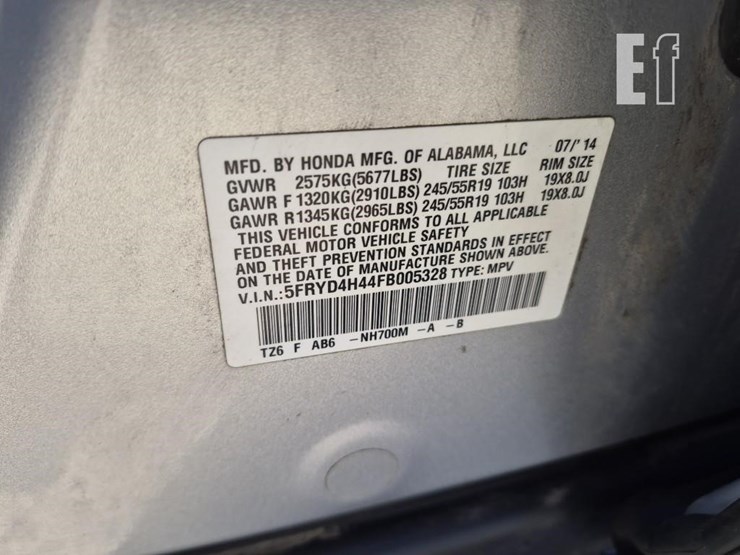 Ef
MFD. BY HONDA MFG. OF ALABAMA, LLC 07/'14
GVWR 2575KG(5677LBS) TIRE SIZE RIM SIZE
GAWR F 1320KG(2910LBS) 245/55R19 103H 19X8.0J
GAWR R1345KG(2965LBS) 245/55R19 103H 19X8.0J
THIS VEHICLE CONFORMS TO ALL APPLICABLE
FEDERAL MOTOR VEHICLE SAFETY
AND THEFT PREVENTION STANDARDS IN EFFECT
ON THE DATE OF MANUFACTURE SHOWN ABOVE.
V.I.N.:5FRYD4H44FB005328 TYPE: MPV
TZ6 F AB6 -NH700M -A -B